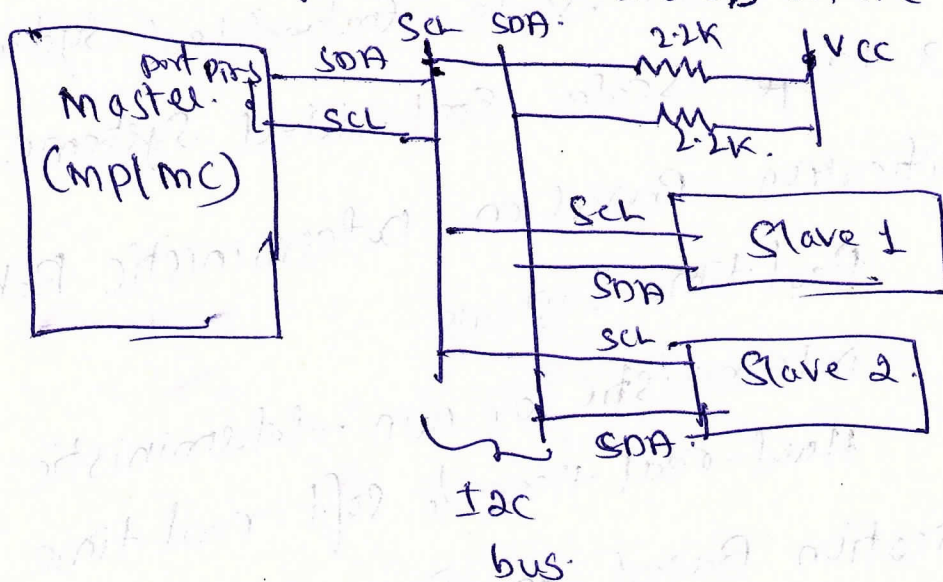 SCL SDA.
2.2K
VCC
port pins
SDA
Master.
SCL
(MP/MC)
2.2K.
SCL
Slave 1
SDA
SCL
Slave 2.
SDA.
I2C
bus.